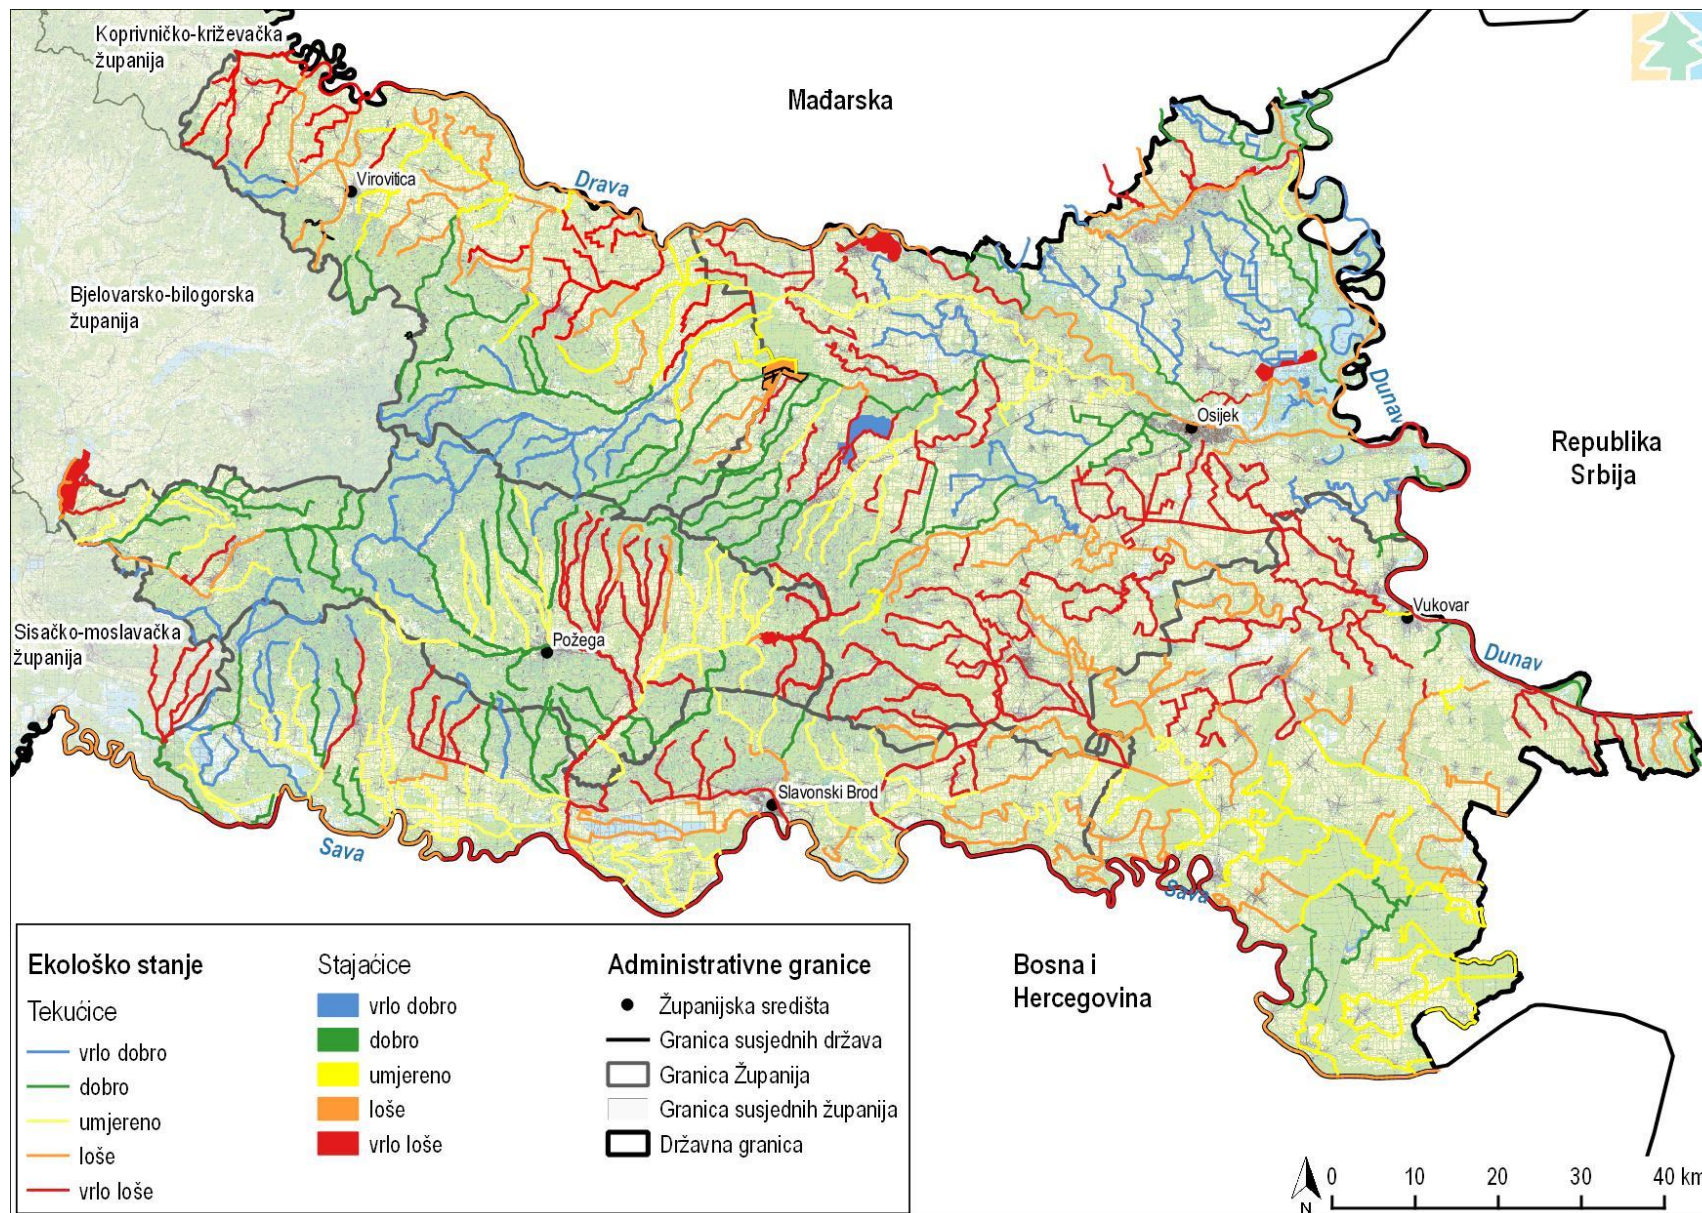 Koprivničko-križevačka
županija
Mađarska
Virovitica
Drava
Bjelovarsko-bilogorska
županija
Osijek
Dunav
Republika
Srbija
Sisačko-moslavačka
županija
Požega
Vukovar
Dunav
Slavonski Brod
Sava
Sava
Bosna i
Hercegovina
Ekološko stanje
Tekućice
vrlo dobro
dobro
umjereno
loše
vrlo loše
Stajaćice
vrlo dobro
dobro
umjereno
loše
vrlo loše
Administrativne granice
Županijska središta
Granica susjednih država
Granica Županija
Granica susjednih županija
Državna granica
N
0 10 20 30 40 km